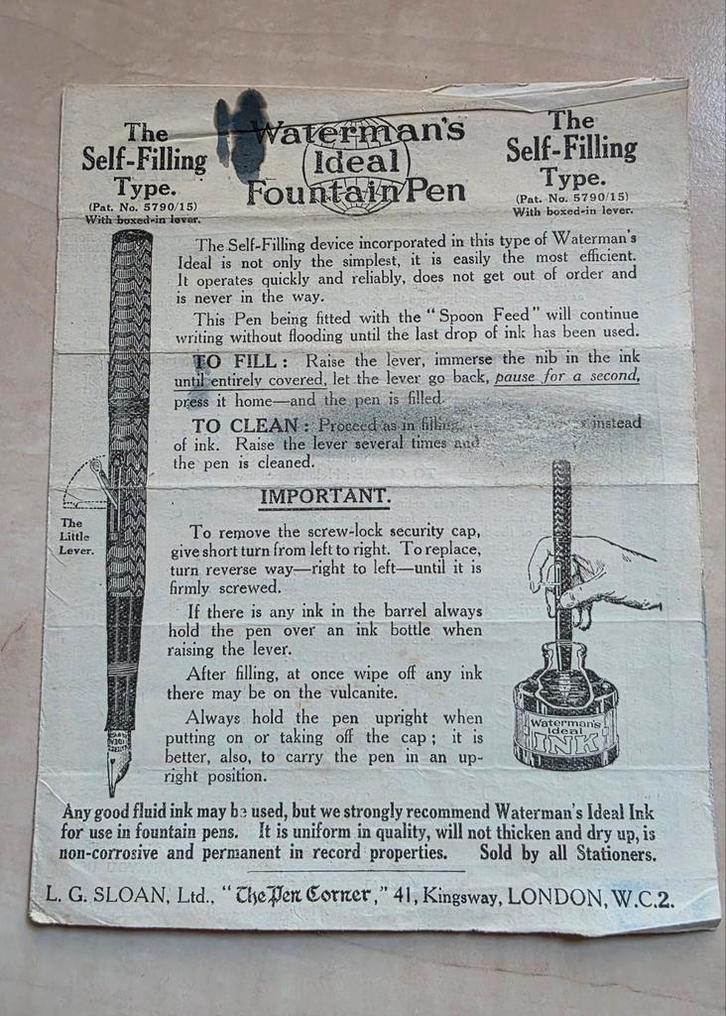 The
Self-Filling
Type.
(Pat. No. 5790/15)
With boxed-in lever.
Waterman's
Ideal
Fountain Pen
The
Self-Filling
Type.
(Pat. No. 5790/15)
With boxed-in lever.
The Self-Filling device incorporated in this type of Waterman's
Ideal is not only the simplest, it is easily the most efficient.
It operates quickly and reliably, does not get out of order and
is never in the way.
This Pen being fitted with the "Spoon Feed" will continue
writing without flooding until the last drop of ink has been used.
TO FILL: Raise the lever, immerse the nib in the ink
until entirely covered, let the lever go back, pause for a second,
press it home—and the pen is filled.
TO CLEAN: Proceed as in filling, instead
of ink. Raise the lever several times and
the pen is cleaned.
The
Little
Lever.
IMPORTANT.
To remove the screw-lock security cap,
give short turn from left to right. To replace,
turn reverse way—right to left—until it is
firmly screwed.
If there is any ink in the barrel always
hold the pen over an ink bottle when
raising the lever.
After filling, at once wipe off any ink
there may be on the vulcanite.
Always hold the pen upright when
putting on or taking off the cap; it is
better, also, to carry the pen in an up-
right position.
Waterman's
Ideal
INK
Any good fluid ink may be used, but we strongly recommend Waterman's Ideal Ink
for use in fountain pens. It is uniform in quality, will not thicken and dry up, is
non-corrosive and permanent in record properties. Sold by all Stationers.
L. G. SLOAN, Ltd., "The Pen Corner," 41, Kingsway, LONDON, W.C.2.